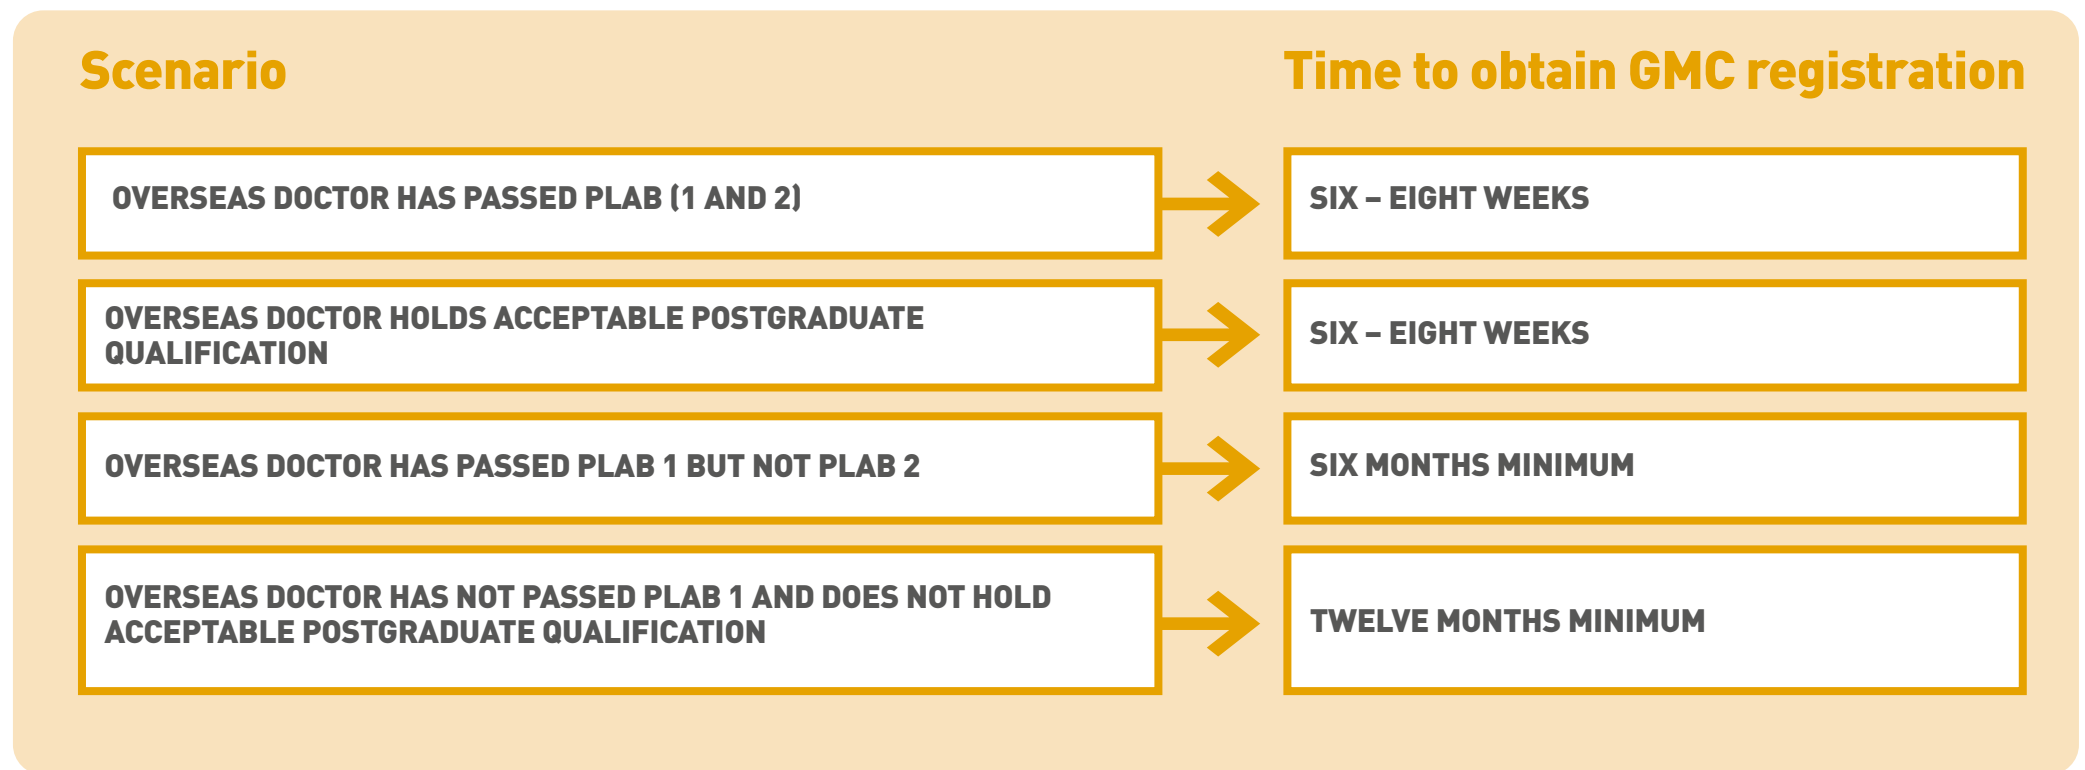 Scenario
Time to obtain GMC registration
OVERSEAS DOCTOR HAS PASSED PLAB (1 AND 2)
SIX – EIGHT WEEKS
OVERSEAS DOCTOR HOLDS ACCEPTABLE POSTGRADUATE
QUALIFICATION
SIX – EIGHT WEEKS
OVERSEAS DOCTOR HAS PASSED PLAB 1 BUT NOT PLAB 2
SIX MONTHS MINIMUM
OVERSEAS DOCTOR HAS NOT PASSED PLAB 1 AND DOES NOT HOLD
ACCEPTABLE POSTGRADUATE QUALIFICATION
TWELVE MONTHS MINIMUM